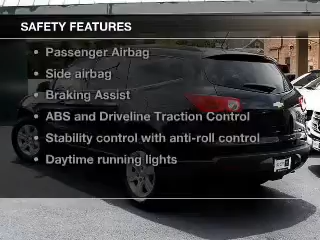 SAFETY FEATURES
• Passenger Airbag
• Side airbag
• Braking Assist
• ABS and Driveline Traction Control
• Stability control with anti-roll control
• Daytime running lights